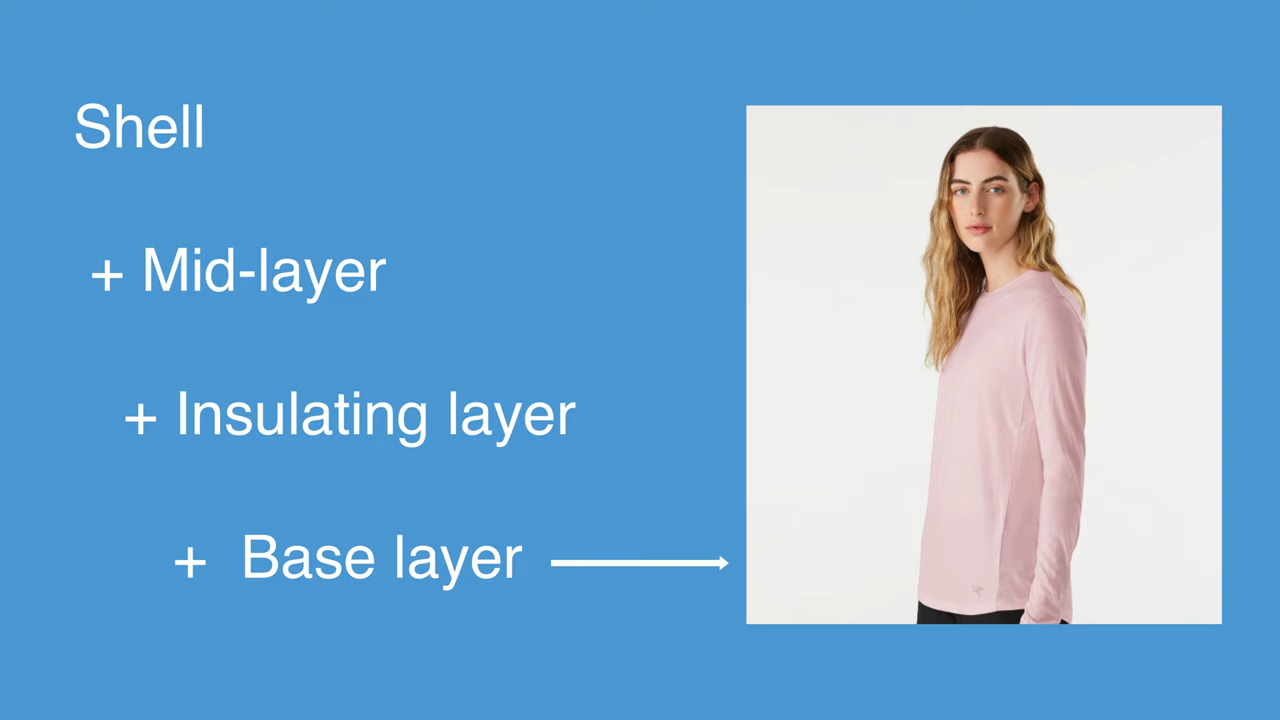 Shell
+ Mid-layer
+ Insulating layer
+ Base layer